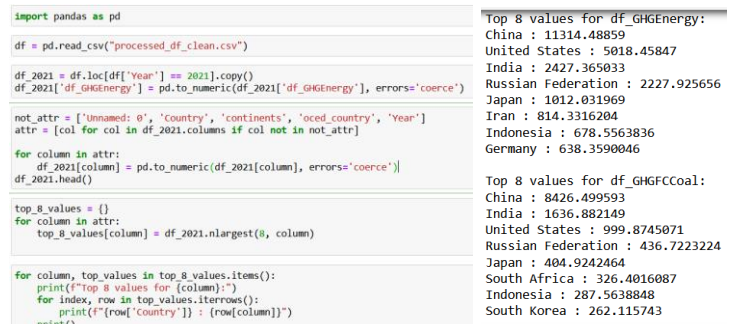 import pandas as pd
df = pd.read_csv("processed_df_clean.csv")
df_2021 = df.loc[df['Year'] == 2021].copy()
df_2021['df_GHGEnergy'] = pd.to_numeric(df_2021['df_GHGEnergy'], errors='coerce')
not_attr = ['Unnamed: 0', 'Country', 'continents', 'oced_country', 'Year']
attr = [col for col in df_2021.columns if col not in not_attr]
for column in attr:
df_2021[column] = pd.to_numeric(df_2021[column], errors='coerce')
df_2021.head()
top_8_values = {}
for column in attr:
top_8_values[column] = df_2021.nlargest(8, column)
for column, top_values in top_8_values.items():
print(f"Top 8 values for {column}:")
for index, row in top_values.iterrows():
print(f"{row['Country']} : {row[column]}")
print()
Top 8 values for df_GHGEnergy:
China : 11314.48859
United States : 5018.45847
India : 2427.365033
Russian Federation : 2227.925656
Japan : 1012.031969
Iran : 814.3316204
Indonesia : 678.5563836
Germany : 638.3590046
Top 8 values for df_GHGFCCoal:
China : 8426.499593
India : 1636.882149
United States : 999.8745071
Russian Federation : 436.7223224
Japan : 404.9242464
South Africa : 326.4016087
Indonesia : 287.5638848
South Korea : 262.115743